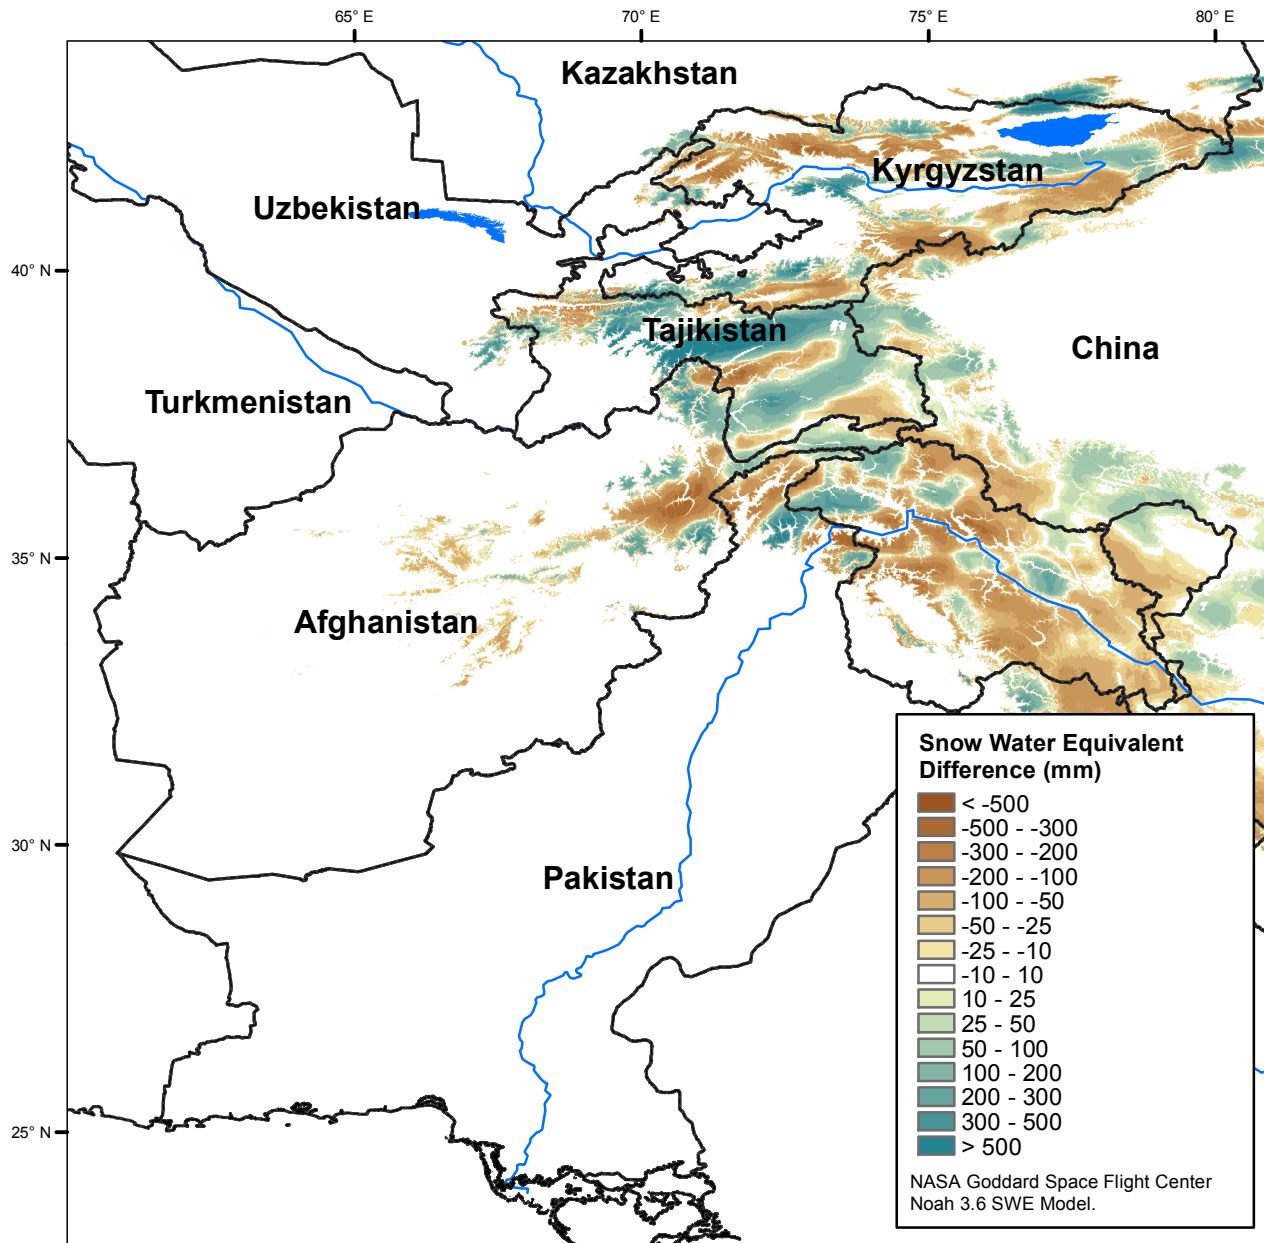 65° E
70° E
75° E
80° E
Kazakhstan
Kyrgyzstan
Uzbekistan
40° N
Tajikistan
China
Turkmenistan
35° N
Afghanistan
Snow Water Equivalent
Difference (mm)
< -500
-500 - -300
-300 - -200
-200 - -100
-100 - -50
-50 - -25
-25 - -10
-10 - 10
10 - 25
25 - 50
50 - 100
100 - 200
200 - 300
300 - 500
> 500
30° N
Pakistan
25° N
NASA Goddard Space Flight Center
Noah 3.6 SWE Model.